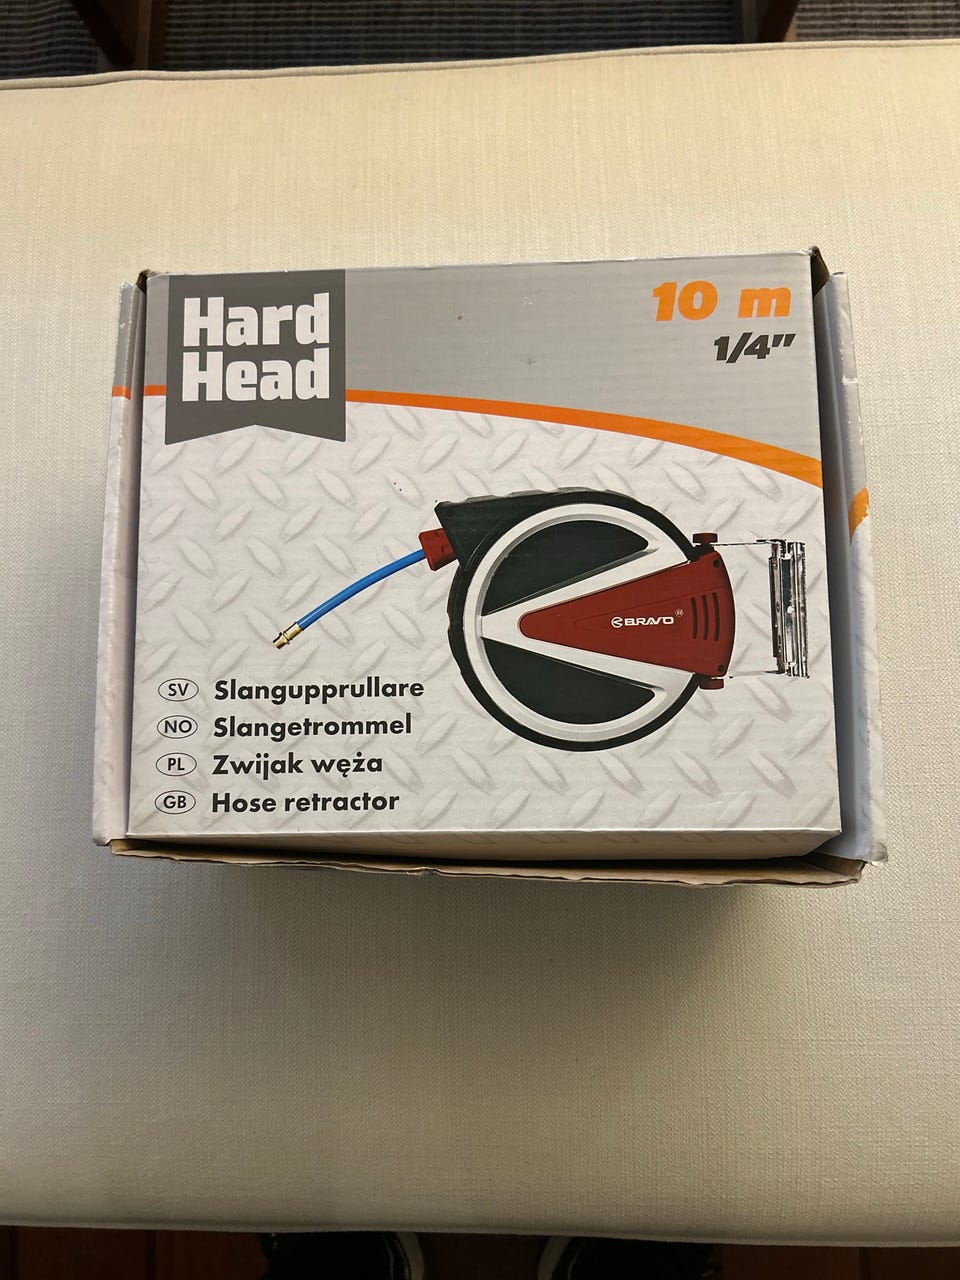 Hard
Head
10 m
1/4"
BRAVO ®
SV Slangupprullare
NO Slangetrommel
PL Zwijak węża
GB Hose retractor